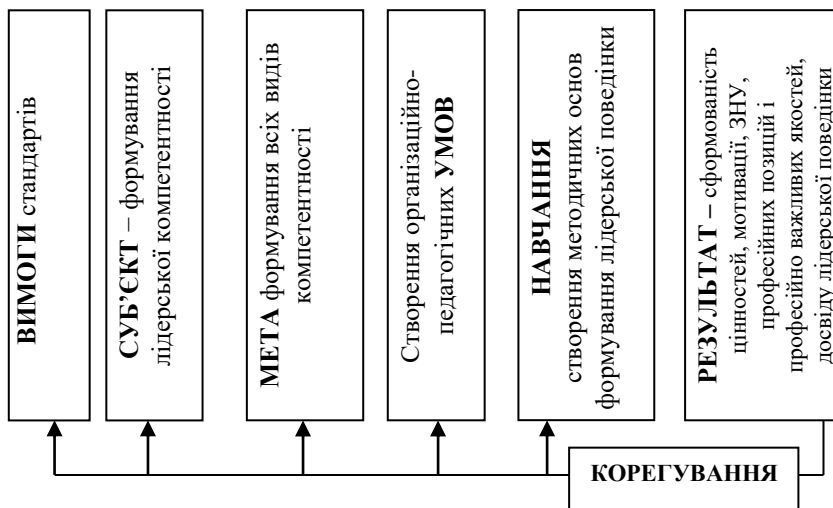 ВИМОГИ стандартів
СУБ’ЄКТ – формування
лідерської компетентності
МЕТА формування всіх видів
компетентності
Створення організаційно-
педагогічних УМОВ
НАВЧАННЯ
створення методичних основ
формування лідерської поведінки
РЕЗУЛЬТАТ – сформованість
цінностей, мотивації, ЗНУ,
професійних позицій і
професійно важливих якостей,
досвіду лідерської поведінки
КОРЕГУВАННЯ